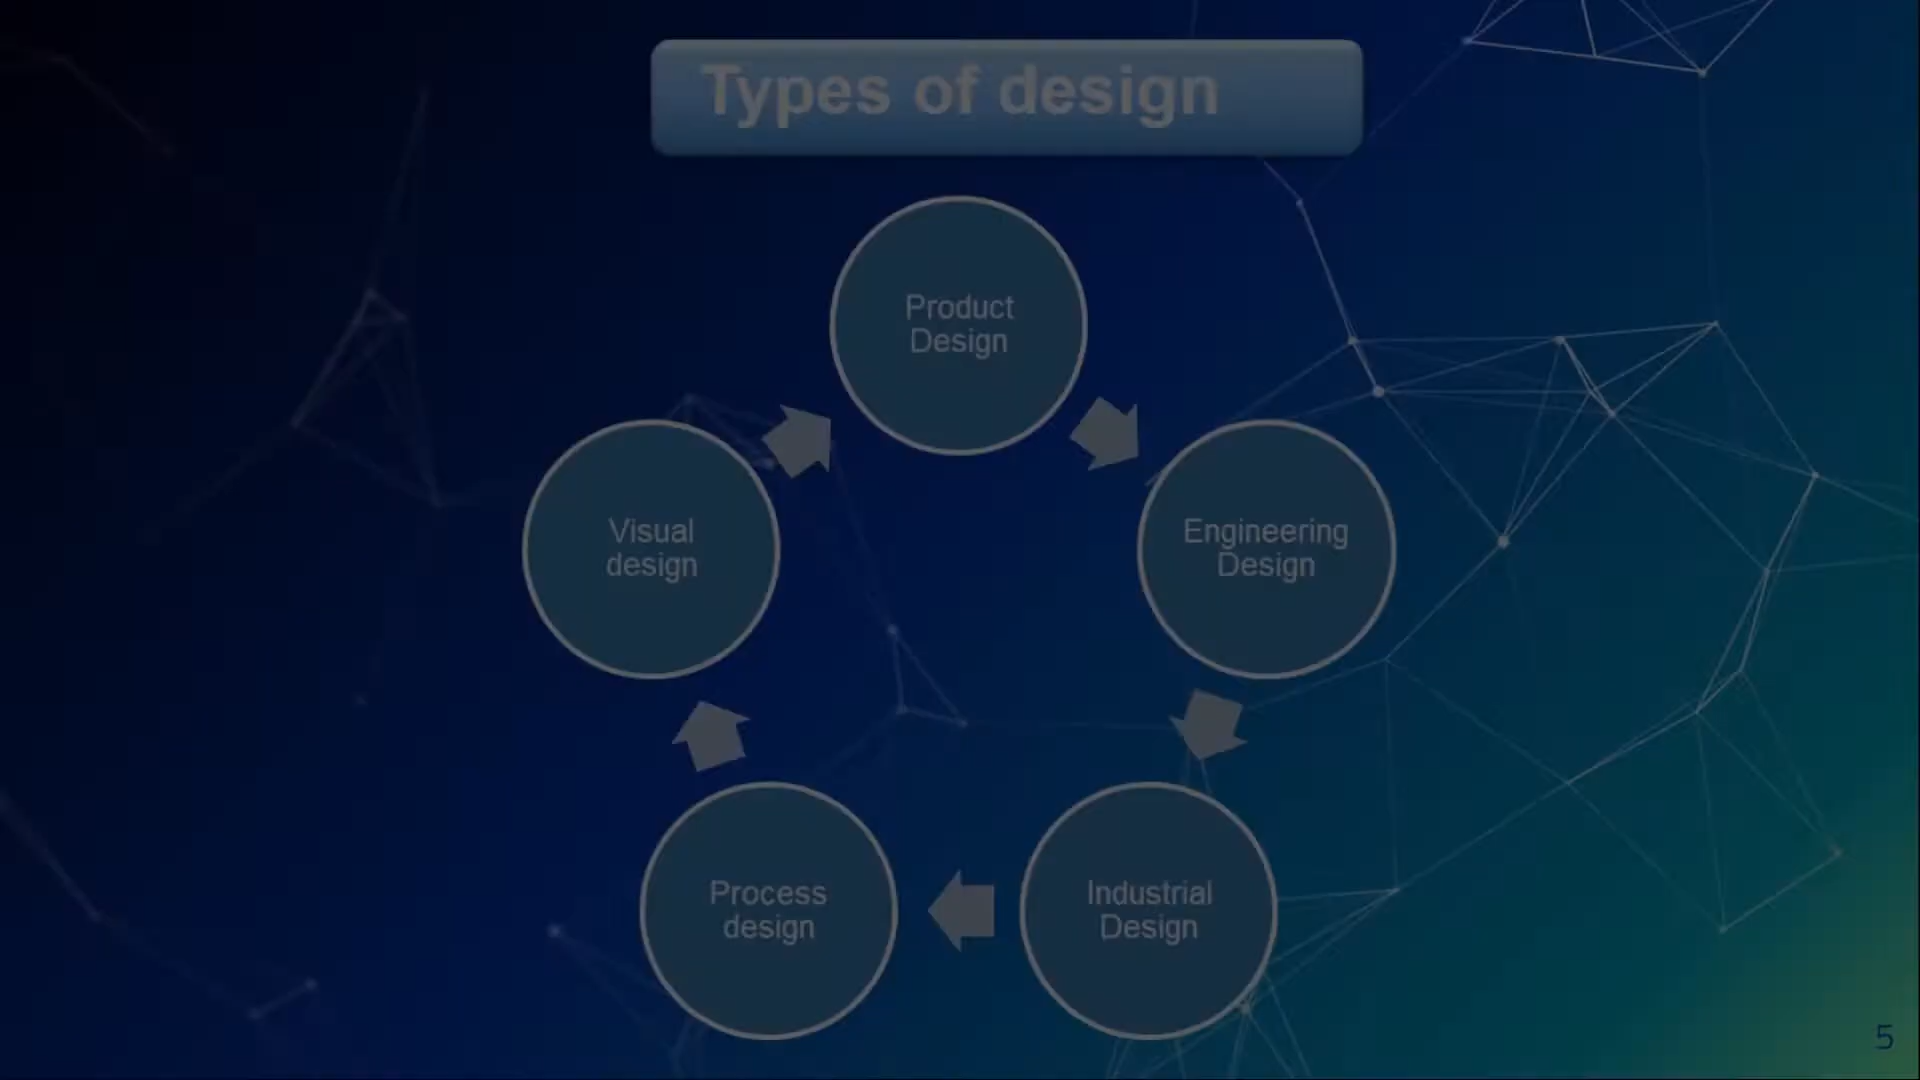 Types of design
Product
Design
Engineering
Design
Industrial
Design
Process
design
Visual
design
5